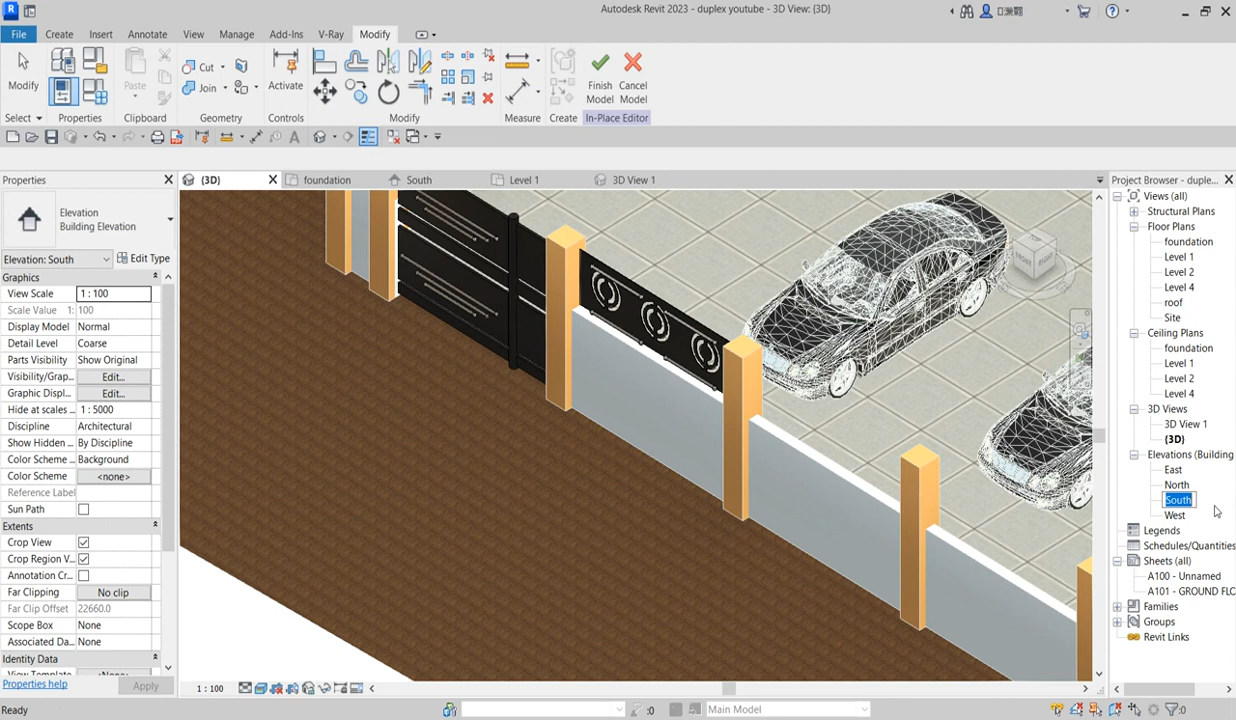 Autodesk Revit 2023 - duplex youtube - 3D View: {3D}
File Create Insert Annotate View Manage Add-Ins V-Ray Modify
Modify Paste Cut Join Activate Finish Model Cancel Model
Select Properties Clipboard Geometry Controls Modify Measure Create In-Place Editor
Properties
(3D) foundation South Level 1 3D View 1
Project Browser - duple...
Elevation
Building Elevation
Elevation: South Edit Type
Graphics
View Scale 1 : 100
Scale Value 1: 100
Display Model Normal
Detail Level Coarse
Parts Visibility Show Original
Visibility/Grap... Edit...
Graphic Displ... Edit...
Hide at scales ... 1 : 5000
Discipline Architectural
Show Hidden ... By Discipline
Color Scheme ... Background
Color Scheme <none>
Reference Label
Sun Path
Extents
Crop View
Crop Region V...
Annotation Cr...
Far Clipping No clip
Far Clip Offset 22660.0
Scope Box None
Associated Da... None
Identity Data
View Template <None>
Properties help Apply
FRONT RIGHT
Views (all)
Structural Plans
Floor Plans
foundation
Level 1
Level 2
Level 4
roof
Site
Ceiling Plans
foundation
Level 1
Level 2
Level 4
3D Views
3D View 1
(3D)
Elevations (Building
East
North
South
West
Legends
Schedules/Quantities
Sheets (all)
A100 - Unnamed
A101 - GROUND FLO
Families
Groups
Revit Links
1 : 100
Ready :0 Main Model :0